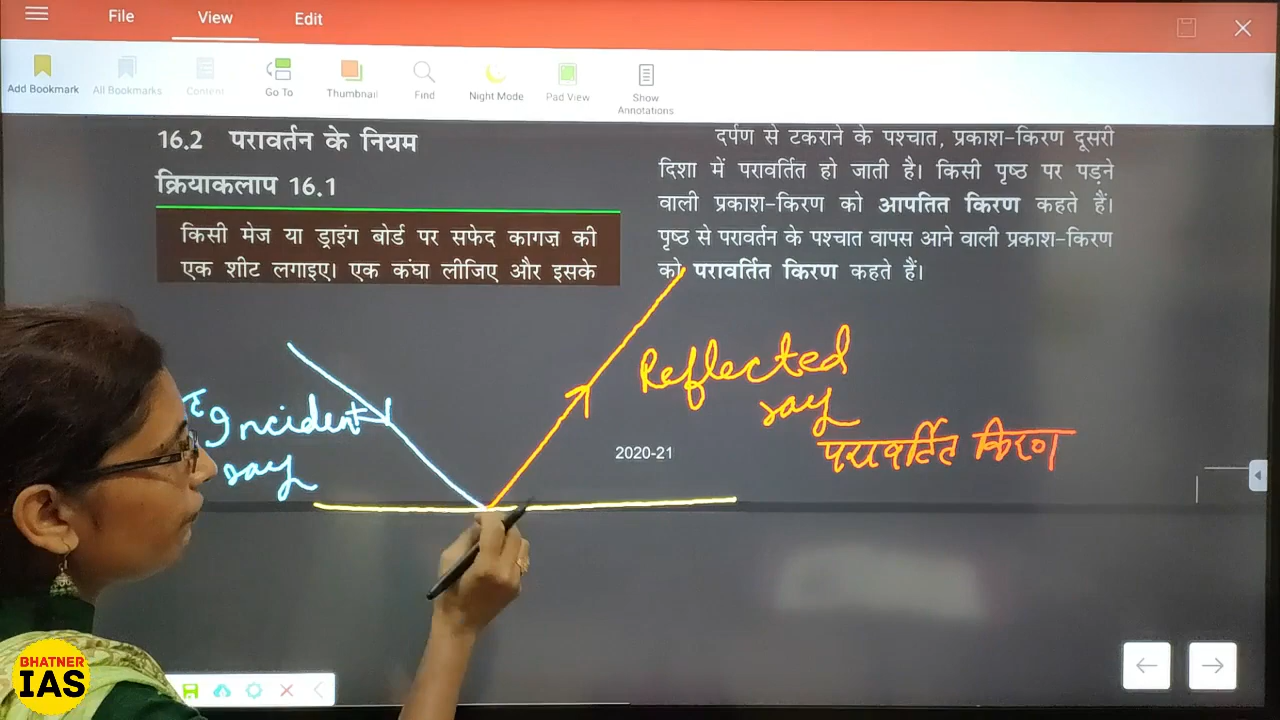 File View Edit
Add Bookmark All Bookmarks Content Go To Thumbnail Find Night Mode Pad View Show Annotations
16.2 परावर्तन के नियम
क्रियाकलाप 16.1
किसी मेज या ड्राइंग बोर्ड पर सफेद कागज़ की
एक शीट लगाइए। एक कंघा लीजिए और इसके
दर्पण से टकराने के पश्चात, प्रकाश-किरण दूसरी
दिशा में परावर्तित हो जाती है। किसी पृष्ठ पर पड़ने
वाली प्रकाश-किरण को आपतित किरण कहते हैं।
पृष्ठ से परावर्तन के पश्चात वापस आने वाली प्रकाश-किरण
को परावर्तित किरण कहते हैं।
Incident
ray
Reflected
ray
परावर्तित किरण
2020-21
BHATNER
IAS